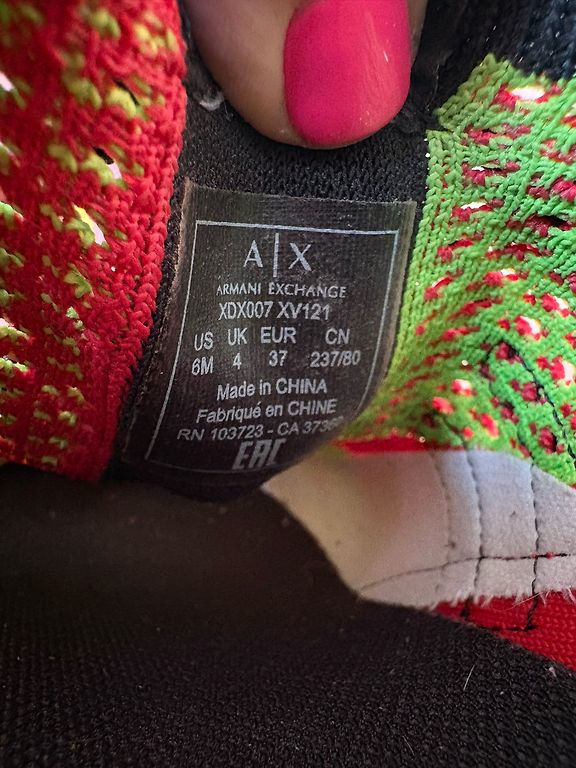 A|X
ARMANI EXCHANGE
XDX007 XV121
US UK EUR CN
6M 4 37 237/80
Made in CHINA
Fabriqué en CHINE
RN 103723 - CA
EAC